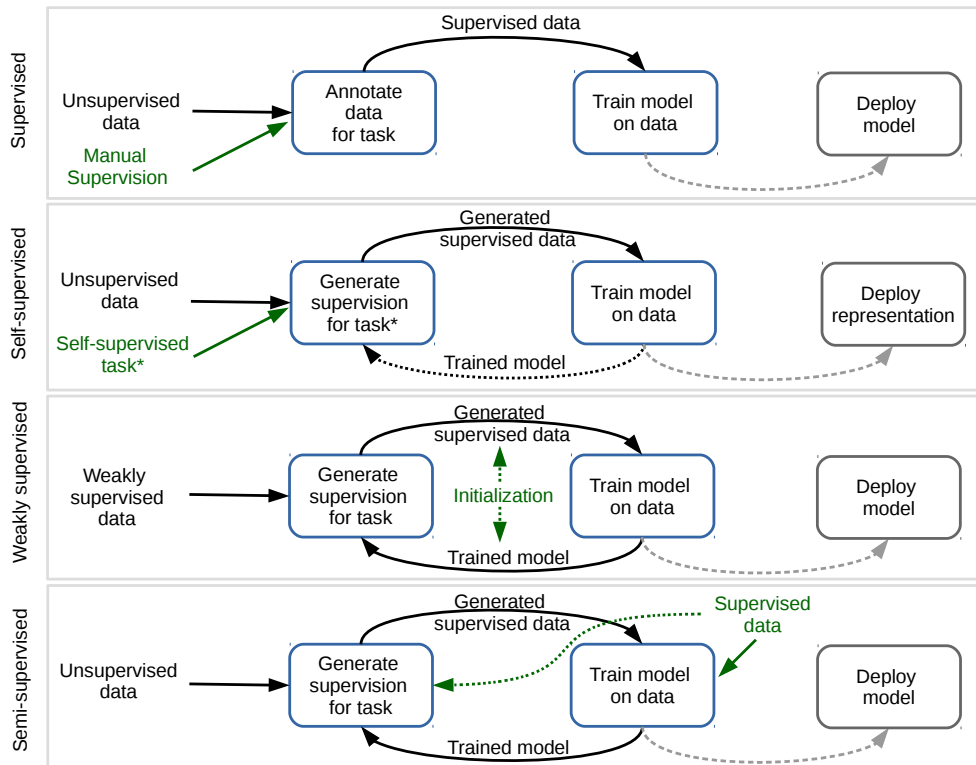 Supervised
Supervised data
Unsupervised
data
Manual
Supervision
Annotate
data
for task
Train model
on data
Deploy
model
Self-supervised
Generated
supervised data
Unsupervised
data
Self-supervised
task*
Generate
supervision
for task*
Train model
on data
Deploy
representation
Trained model
Weakly supervised
Generated
supervised data
Weakly
supervised
data
Generate
supervision
for task
Initialization
Train model
on data
Deploy
model
Trained model
Semi-supervised
Generated
supervised data
Supervised
data
Unsupervised
data
Generate
supervision
for task
Train model
on data
Deploy
model
Trained model